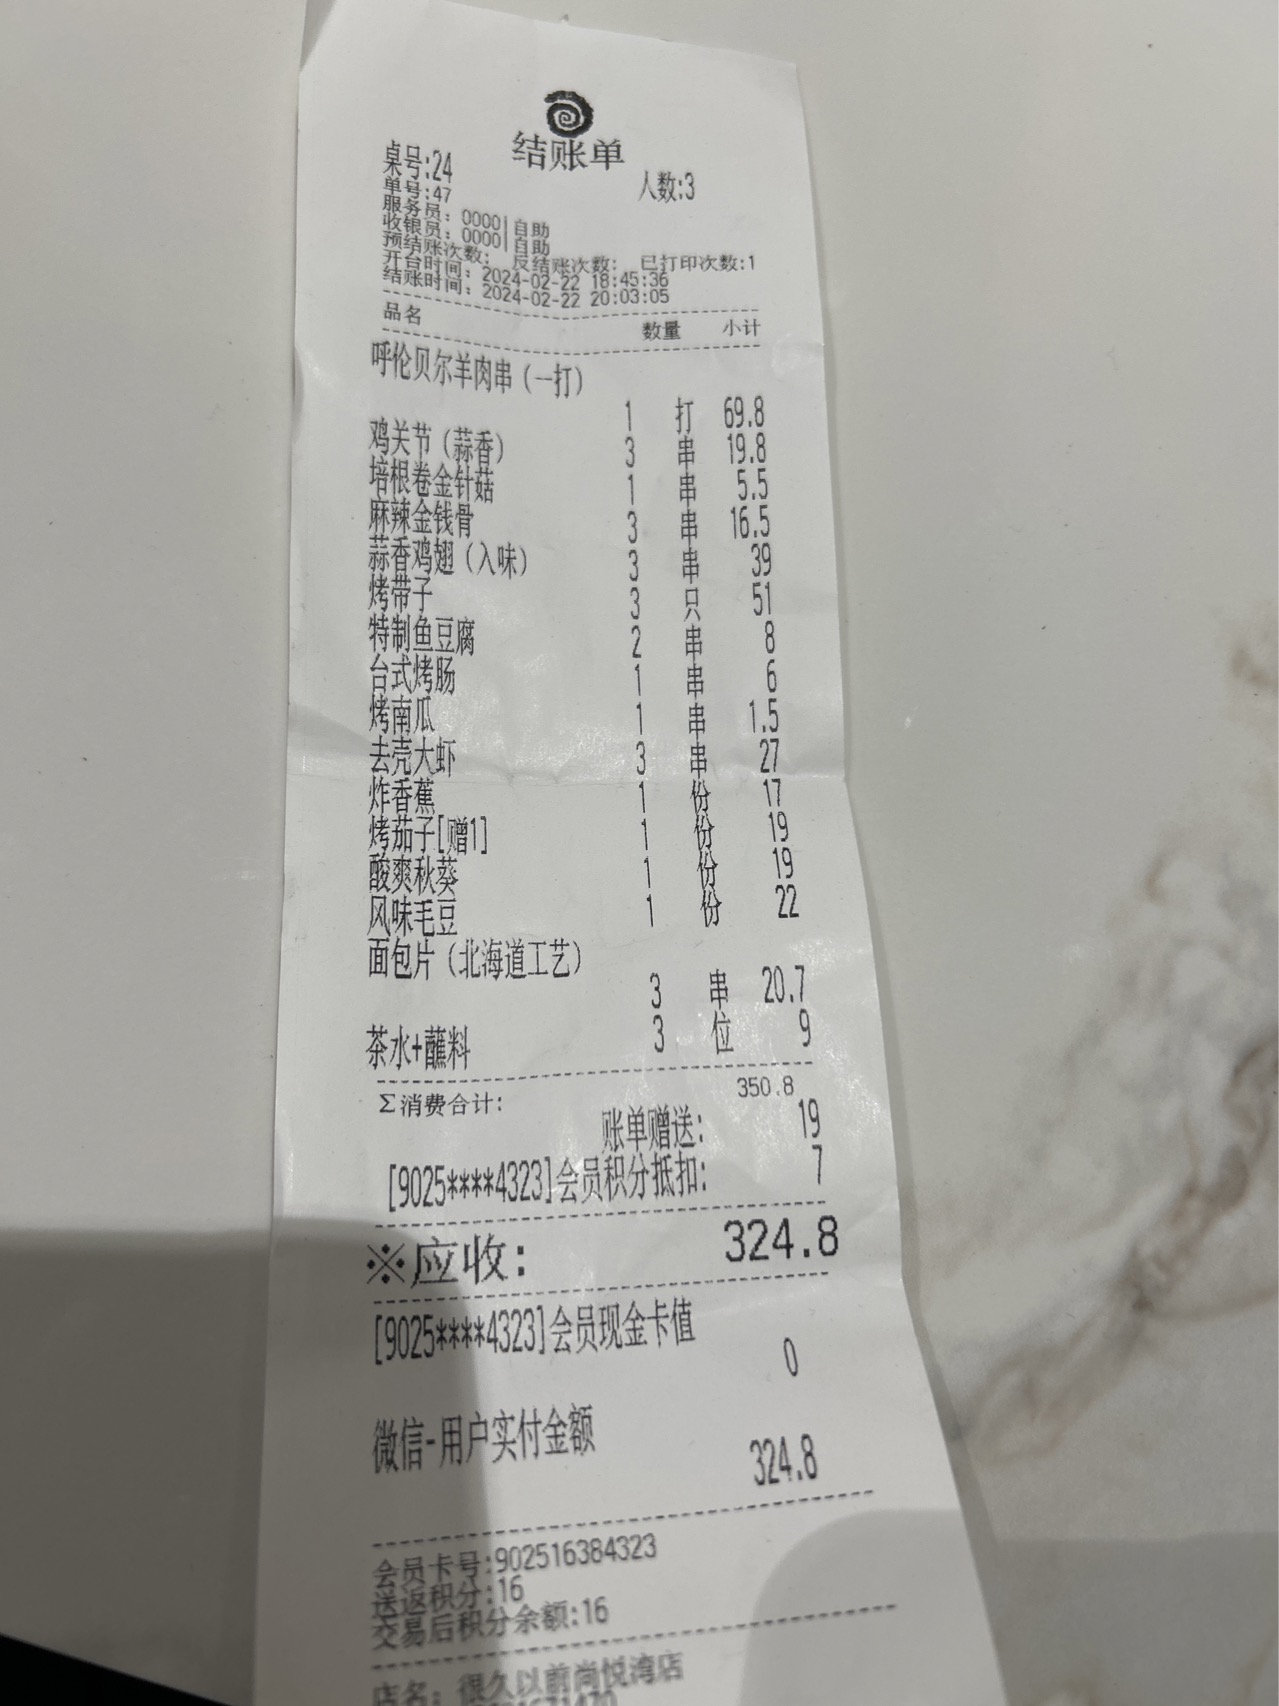 结账单
桌号:24 人数:3
单号:47
服务员: 0000|自助
收银员: 0000|自助
预结账次数: 反结账次数: 已打印次数:1
开台时间: 2024-02-22 18:45:36
结账时间: 2024-02-22 20:03:05
品名 数量 小计
呼伦贝尔羊肉串(一打)
1 打 69.8
鸡关节(蒜香) 3 串 19.8
培根卷金针菇 1 串 5.5
麻辣金钱骨 3 串 16.5
蒜香鸡翅(入味) 3 串 39
烤带子 3 只 51
特制鱼豆腐 2 串 8
台式烤肠 1 串 6
烤南瓜 1 串 1.5
去壳大虾 3 串 27
炸香蕉 1 份 17
烤茄子[赠1] 1 份 19
酸爽秋葵 1 份 19
风味毛豆 1 份 22
面包片(北海道工艺)
3 串 20.7
茶水+蘸料 3 位 9
Σ消费合计: 350.8
账单赠送: 19
[9025****4323]会员积分抵扣: 7
※应收: 324.8
[9025****4323]会员现金卡值
0
微信-用户实付金额
324.8
会员卡号:902516384323
送返积分:16
交易后积分余额:16
店名: 很久以前尚悦湾店